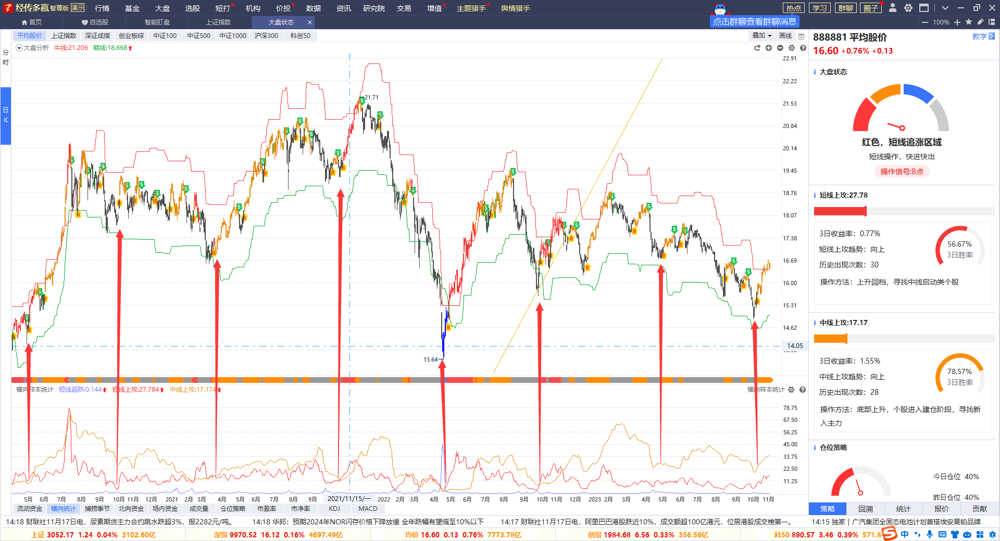 经传多赢 智尊版 演示 行情 基金 大盘 选股 短打 机构 价投 数据 资讯 研究院 交易 增值 主题猎手 舆情猎手 热点 学习 群聊 圈子
点击群聊查看群聊消息
首页 自选股 智能盯盘 上证指数 大盘状态 × 100%
平均股价 上证指数 深证成指 创业板综 中证100 中证500 中证1000 沪深300 科创50 叠加 画线
大盘分析 牛线:21.206 熊线:18.668
分时
日K
22.91
22.22
21.53
20.84
20.14
19.45
18.76
18.07
17.38
16.69
16.00
15.31
14.62
14.05
21.71
13.64
横向样本统计 短线超跌:0.144 短线上攻:27.784 中线上攻:17.174 横向样本统计
78.75
67.50
56.25
45.00
33.75
22.50
11.25
5月 6月 7月 8月 9月 10月 11月 2021 2月 3月 4月 5月 6月 7月 8月 9月 2021/11/15/一 2022 2月 3月 4月 5月 6月 7月 8月 9月 10月 11月 12月 2023 2月 3月 4月 5月 6月 7月 8月 9月 10月 11月
流动资金 横向统计 捕捞季节 北向资金 场内资金 成交量 仓位策略 市盈率 市净率 KDJ MACD
888881 平均股价 教学
16.60 +0.76% +0.13
大盘状态
红色，短线追涨区域
短线操作，快进快出
操作信号:B点
短线上攻:27.78
3日收益率：0.77%
短线上攻趋势：向上
历史出现次数：30
56.67%
3日胜率
操作方法：上升回档，寻找中线启动类个股
中线上攻:17.17
3日收益率：1.55%
中线上攻趋势：向上
历史出现次数：28
78.57%
3日胜率
操作方法：底部上升，个股进入建仓阶段，寻找新
入主力
仓位策略
今日仓位 40%
昨日仓位 40%
策略 回溯 统计 报价 贡献
14:18 财联社11月17日电，尿素期货主力合约跳水跌超3%，报2282元/吨。 14:18 华邦：预期2024年NOR闪存价格下降放缓 全年跌幅有望缩至10%以下 14:17 财联社11月17日电，阿里巴巴港股跌近10%，成交额超100亿港元，位居港股成交榜第一。 14:15 独家｜广汽集团全固态电池计划首搭埃安昊铂品牌
上证 3052.17 1.24 0.04% 3102.60亿 深指 9970.52 16.12 0.16% 4697.49亿 均价 16.60 0.13 0.76% 7773.78亿 创指 1984.68 6.56 0.33% 356.56亿 科50 890.57 3.46 0.39% 571.8 中